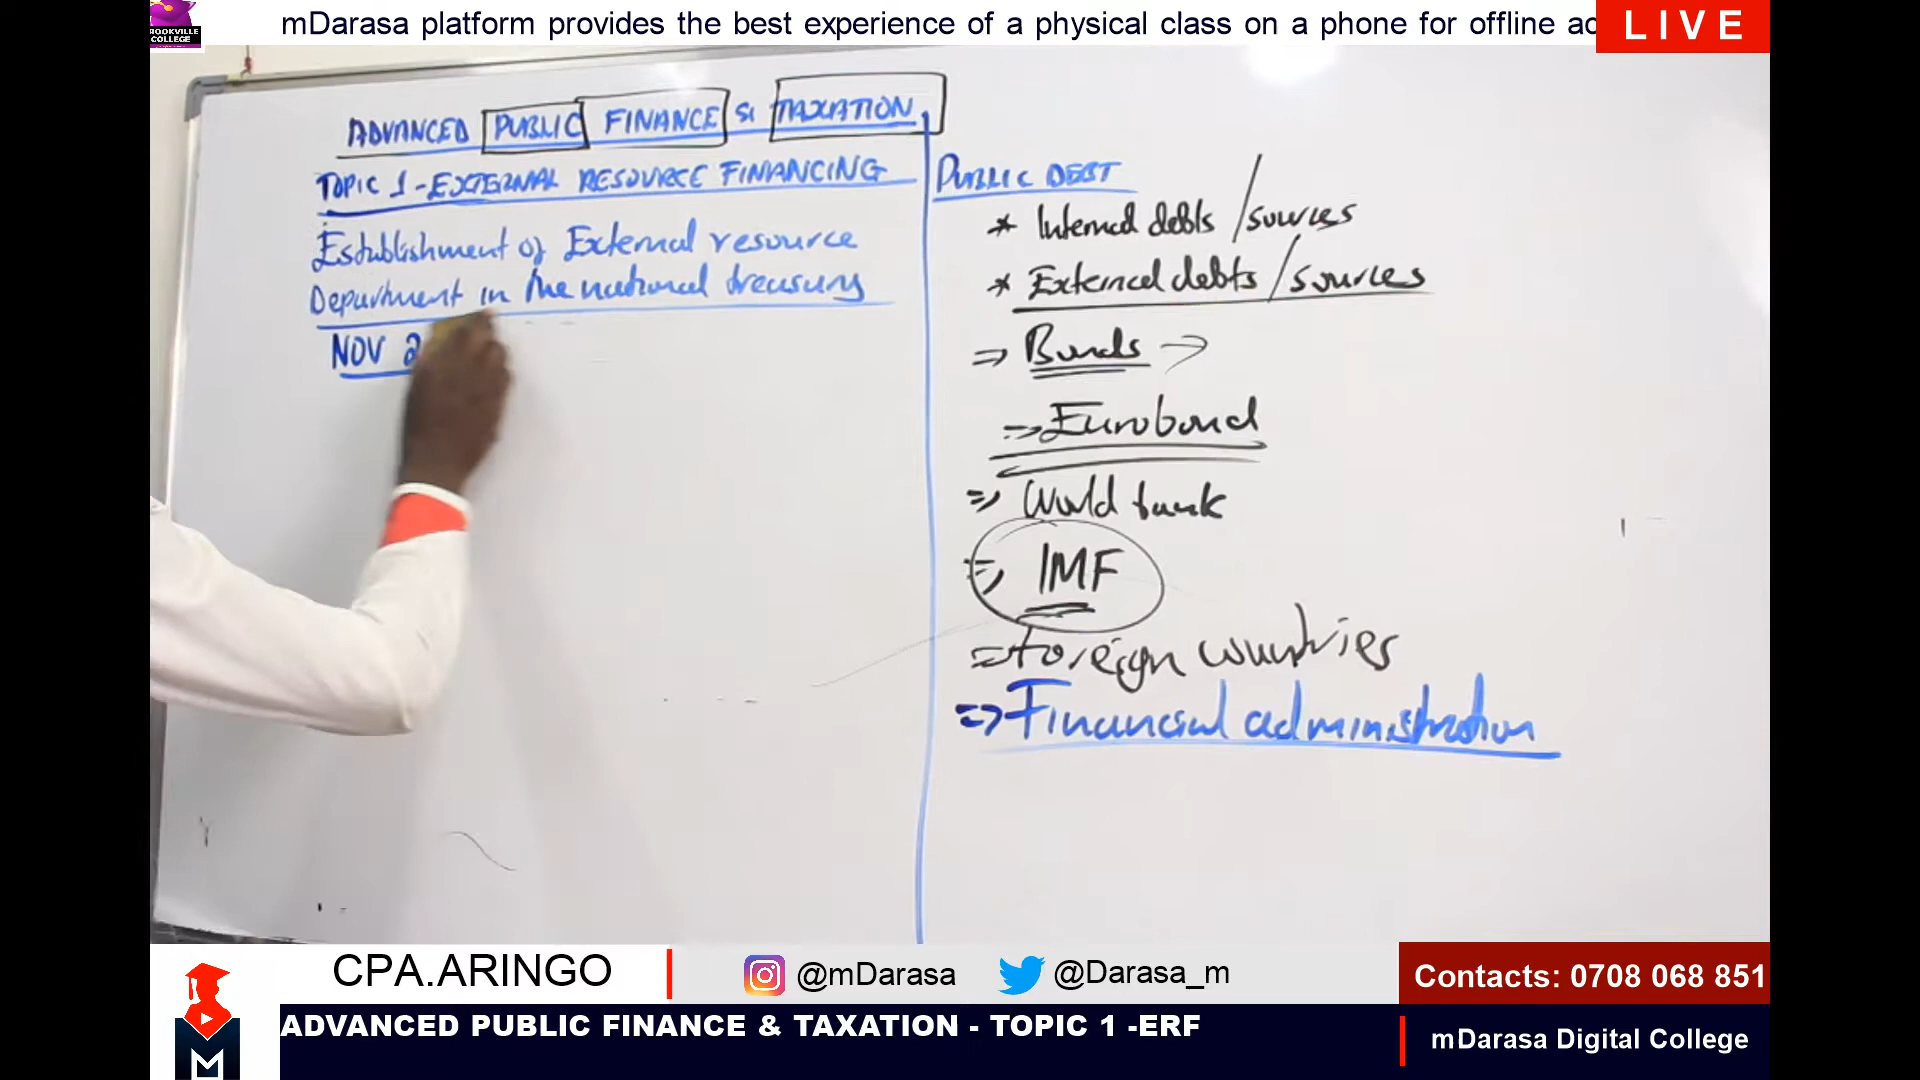 mDarasa platform provides the best experience of a physical class on a phone for offline
LIVE
BROOKVILLE
COLLEGE
ADVANCED PUBLIC FINANCE & TAXATION
TOPIC 1 - EXTERNAL RESOURCE FINANCING
Establishment of External resource
Department in the national treasury
NOV 2
PUBLIC DEBT
* Internal debts / sources
* External debts / sources
⇒ Bonds →
⇒ Eurobond
⇒ World bank
⇒ IMF
⇒ foreign countries
⇒ Financial administration
CPA.ARINGO
@mDarasa
@Darasa_m
Contacts: 0708 068 851
M
ADVANCED PUBLIC FINANCE & TAXATION - TOPIC 1 -ERF
mDarasa Digital College